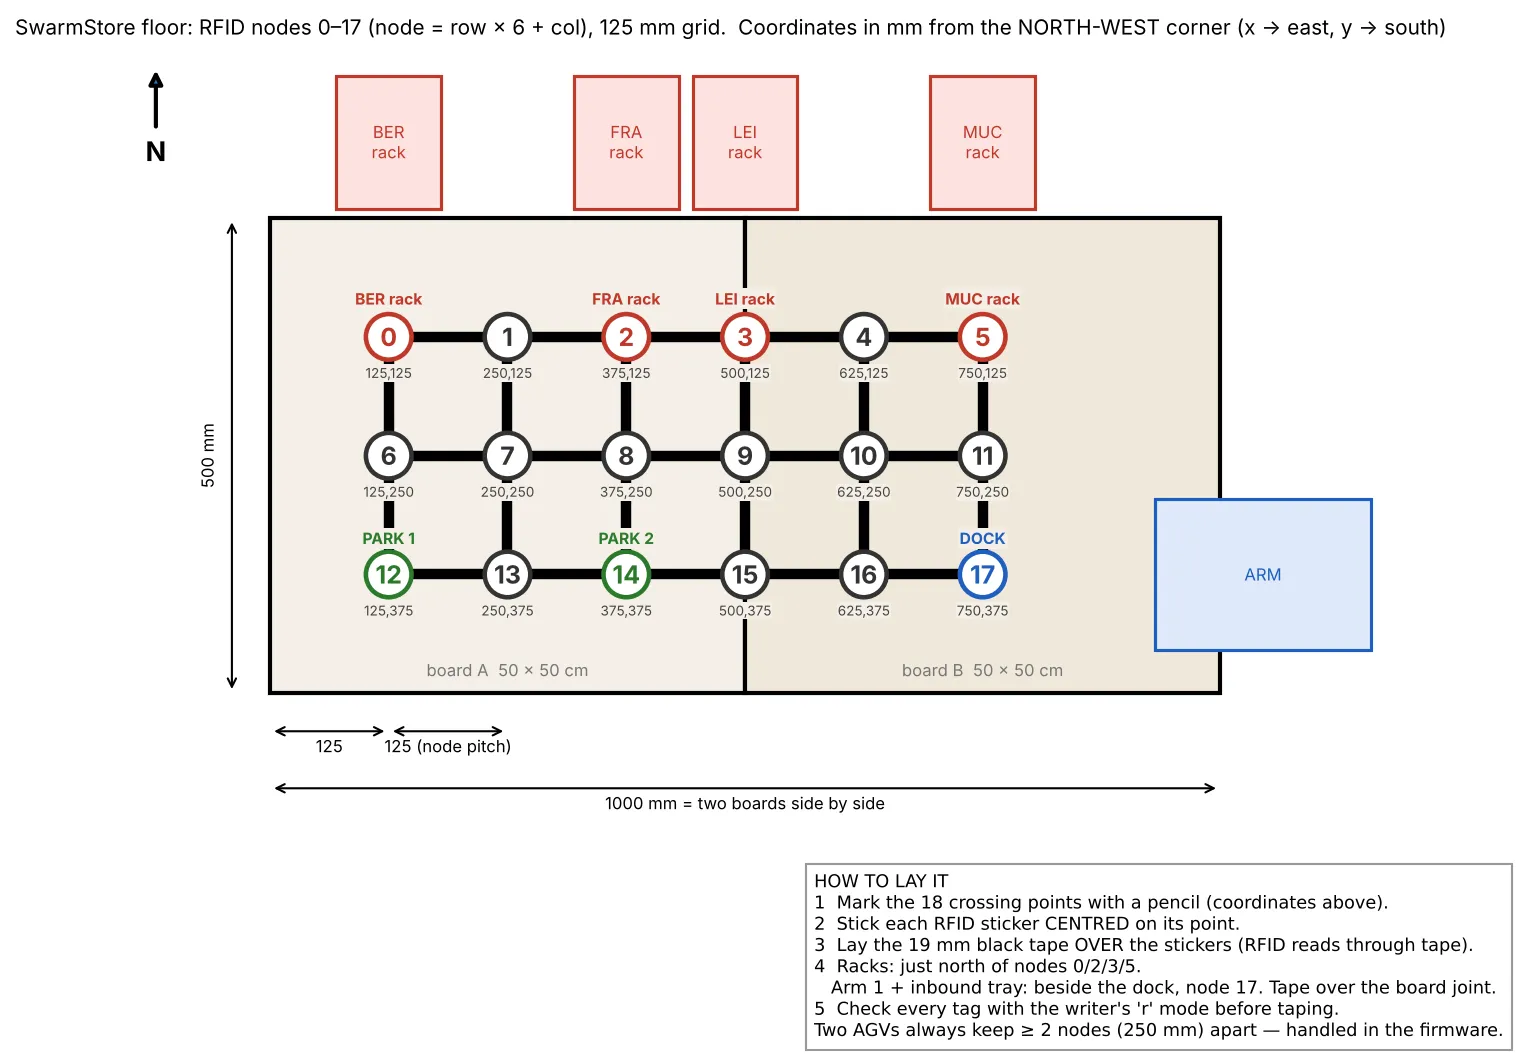 SwarmStore floor: RFID nodes 0–17 (node = row × 6 + col), 125 mm grid.  Coordinates in mm from the NORTH-WEST corner (x → east, y → south)
N
BER
rack
FRA
rack
LEI
rack
MUC
rack
500 mm
BER rack
FRA rack
LEI rack
MUC rack
0
1
2
3
4
5
125,125
250,125
375,125
500,125
625,125
750,125
6
7
8
9
10
11
125,250
250,250
375,250
500,250
625,250
750,250
PARK 1
PARK 2
DOCK
12
13
14
15
16
17
ARM
125,375
250,375
375,375
500,375
625,375
750,375
board A  50 × 50 cm
board B  50 × 50 cm
125
125 (node pitch)
1000 mm = two boards side by side
HOW TO LAY IT
1  Mark the 18 crossing points with a pencil (coordinates above).
2  Stick each RFID sticker CENTRED on its point.
3  Lay the 19 mm black tape OVER the stickers (RFID reads through tape).
4  Racks: just north of nodes 0/2/3/5.
Arm 1 + inbound tray: beside the dock, node 17. Tape over the board joint.
5  Check every tag with the writer's 'r' mode before taping.
Two AGVs always keep ≥ 2 nodes (250 mm) apart — handled in the firmware.